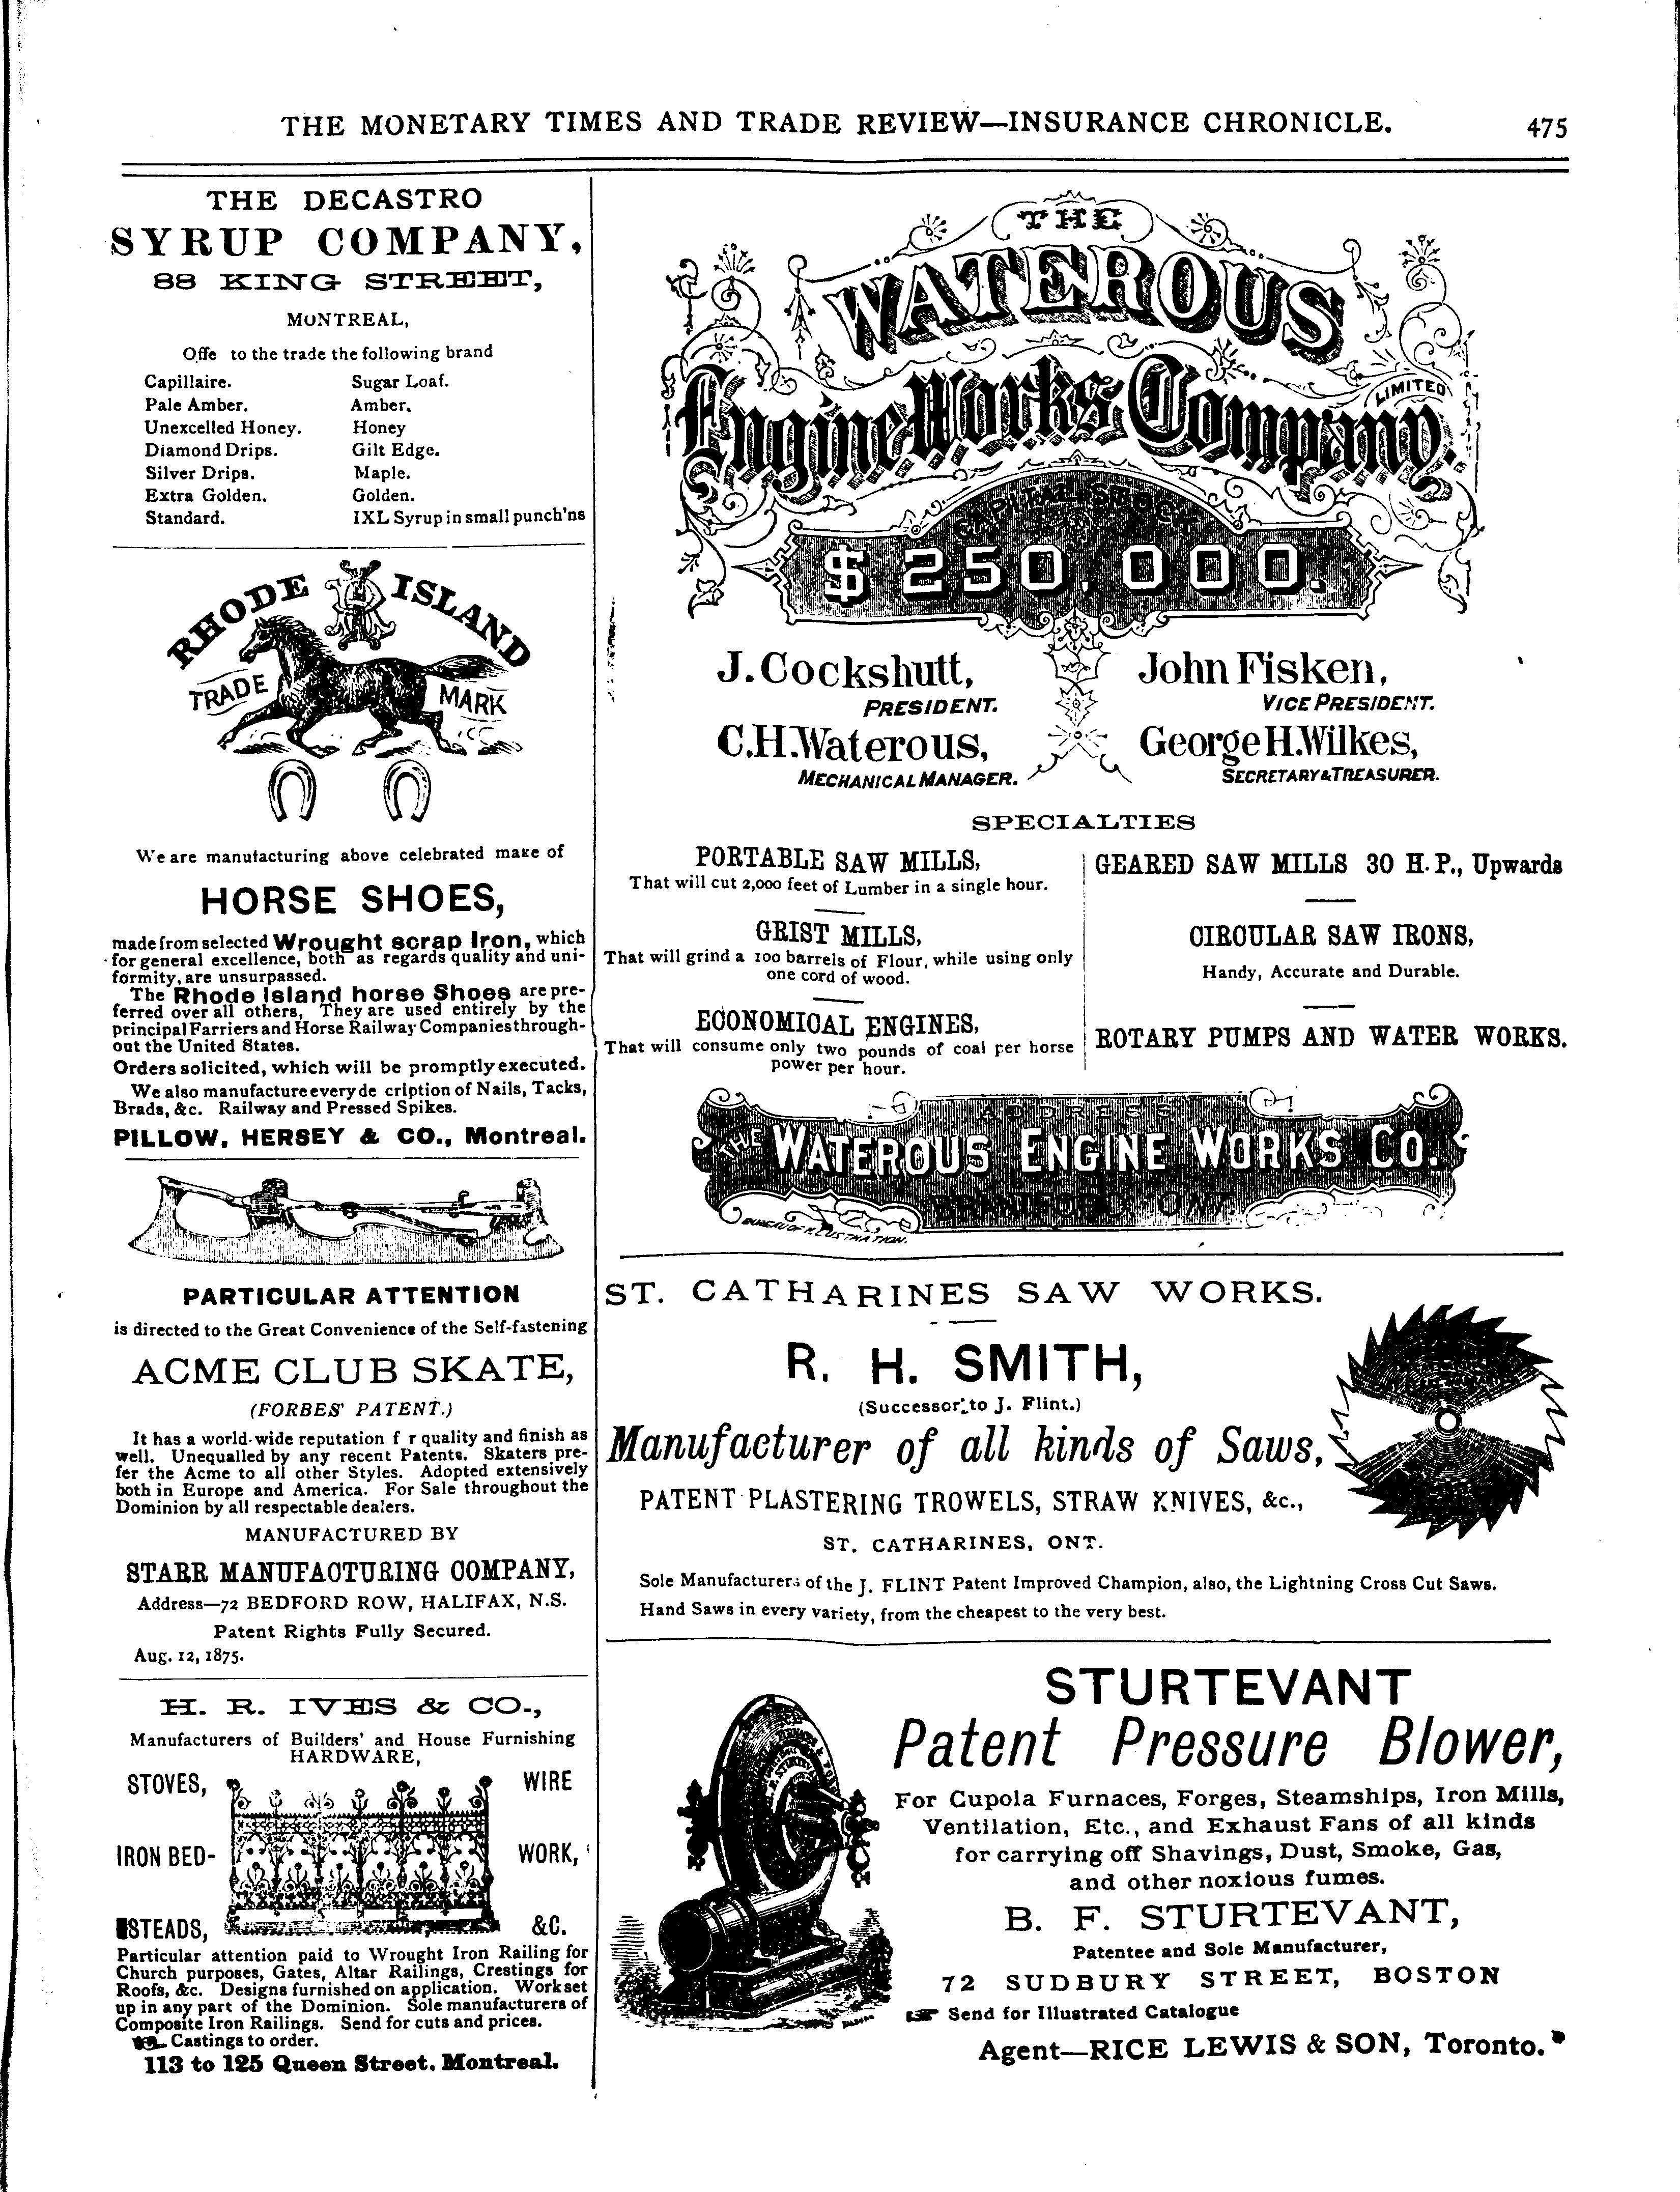 THE MONETARY TIMES AND TRADE REVIEW—INSURANCE CHRONICLE. 475
THE DECASTRO
SYRUP COMPANY,
88 KING STREET,
MONTREAL,
Offe to the trade the following brand
Capillaire. Sugar Loaf.
Pale Amber. Amber.
Unexcelled Honey. Honey
Diamond Drips. Gilt Edge.
Silver Drips. Maple.
Extra Golden. Golden.
Standard. IXL Syrup in small punch'ns
RHODE ISLAND
TRADE MARK
We are manufacturing above celebrated make of
HORSE SHOES,
made from selected Wrought scrap Iron, which
for general excellence, both as regards quality and uni-
formity, are unsurpassed.
The Rhode Island horse Shoes are pre-
ferred over all others, They are used entirely by the
principal Farriers and Horse Railway Companies through-
out the United States.
Orders solicited, which will be promptly executed.
We also manufacture every de cription of Nails, Tacks,
Brads, &c. Railway and Pressed Spikes.
PILLOW, HERSEY & CO., Montreal.
PARTICULAR ATTENTION
is directed to the Great Convenience of the Self-fastening
ACME CLUB SKATE,
(FORBES' PATENT.)
It has a world-wide reputation f r quality and finish as
well. Unequalled by any recent Patents. Skaters pre-
fer the Acme to all other Styles. Adopted extensively
both in Europe and America. For Sale throughout the
Dominion by all respectable dealers.
MANUFACTURED BY
STARR MANUFACTURING COMPANY,
Address—72 BEDFORD ROW, HALIFAX, N.S.
Patent Rights Fully Secured.
Aug. 12, 1875.
H. R. IVES & CO.,
Manufacturers of Builders' and House Furnishing
HARDWARE,
STOVES, WIRE
IRON BED- WORK,
STEADS, &C.
Particular attention paid to Wrought Iron Railing for
Church purposes, Gates, Altar Railings, Crestings for
Roofs, &c. Designs furnished on application. Work set
up in any part of the Dominion. Sole manufacturers of
Composite Iron Railings. Send for cuts and prices.
Castings to order.
113 to 125 Queen Street, Montreal.
THE
WATEROUS
Engine Works Company.
LIMITED
CAPITAL STOCK
$250,000.
J. Cockshutt, John Fisken,
PRESIDENT. VICE PRESIDENT.
C.H. Waterous, George H. Wilkes,
MECHANICAL MANAGER. SECRETARY & TREASURER.
SPECIALTIES
PORTABLE SAW MILLS,
That will cut 2,000 feet of Lumber in a single hour.
GRIST MILLS,
That will grind a 100 barrels of Flour, while using only
one cord of wood.
ECONOMICAL ENGINES,
That will consume only two pounds of coal per horse
power per hour.
GEARED SAW MILLS 30 H.P., Upwards
CIRCULAR SAW IRONS,
Handy, Accurate and Durable.
ROTARY PUMPS AND WATER WORKS.
ADDRESS
THE WATEROUS ENGINE WORKS CO.
BRANTFORD, ONT.
BUREAU OF ILLUSTRATION.
ST. CATHARINES SAW WORKS.
R. H. SMITH,
(Successor to J. Flint.)
Manufacturer of all kinds of Saws,
PATENT PLASTERING TROWELS, STRAW KNIVES, &c.,
ST. CATHARINES, ONT.
Sole Manufacturers of the J. FLINT Patent Improved Champion, also, the Lightning Cross Cut Saws.
Hand Saws in every variety, from the cheapest to the very best.
STURTEVANT
Patent Pressure Blower,
For Cupola Furnaces, Forges, Steamships, Iron Mills,
Ventilation, Etc., and Exhaust Fans of all kinds
for carrying off Shavings, Dust, Smoke, Gas,
and other noxious fumes.
B. F. STURTEVANT,
Patentee and Sole Manufacturer,
72 SUDBURY STREET, BOSTON
☞ Send for Illustrated Catalogue
Agent—RICE LEWIS & SON, Toronto.